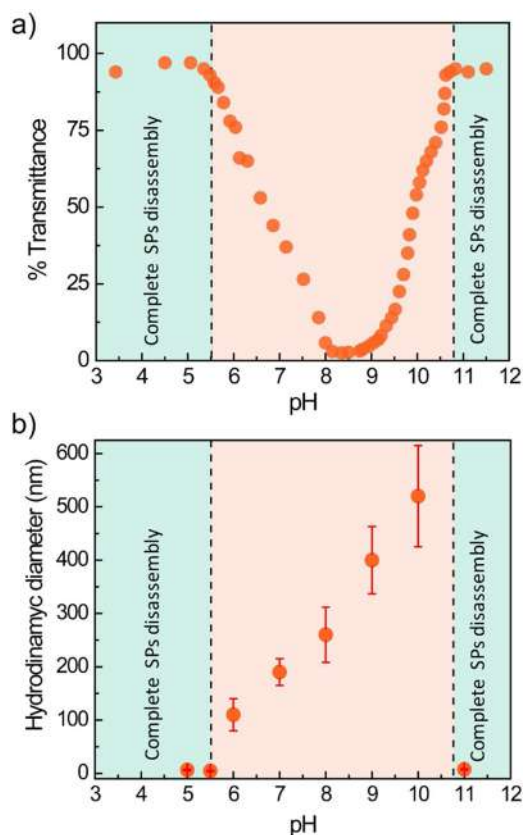 a)
100
75
50
25
0
% Transmittance
Complete SPs disassembly
Complete SPs disassembly
3 4 5 6 7 8 9 10 11 12
pH
b)
600
500
400
300
200
100
0
Hydrodinamyc diameter (nm)
Complete SPs disassembly
Complete SPs disassembly
3 4 5 6 7 8 9 10 11 12
pH